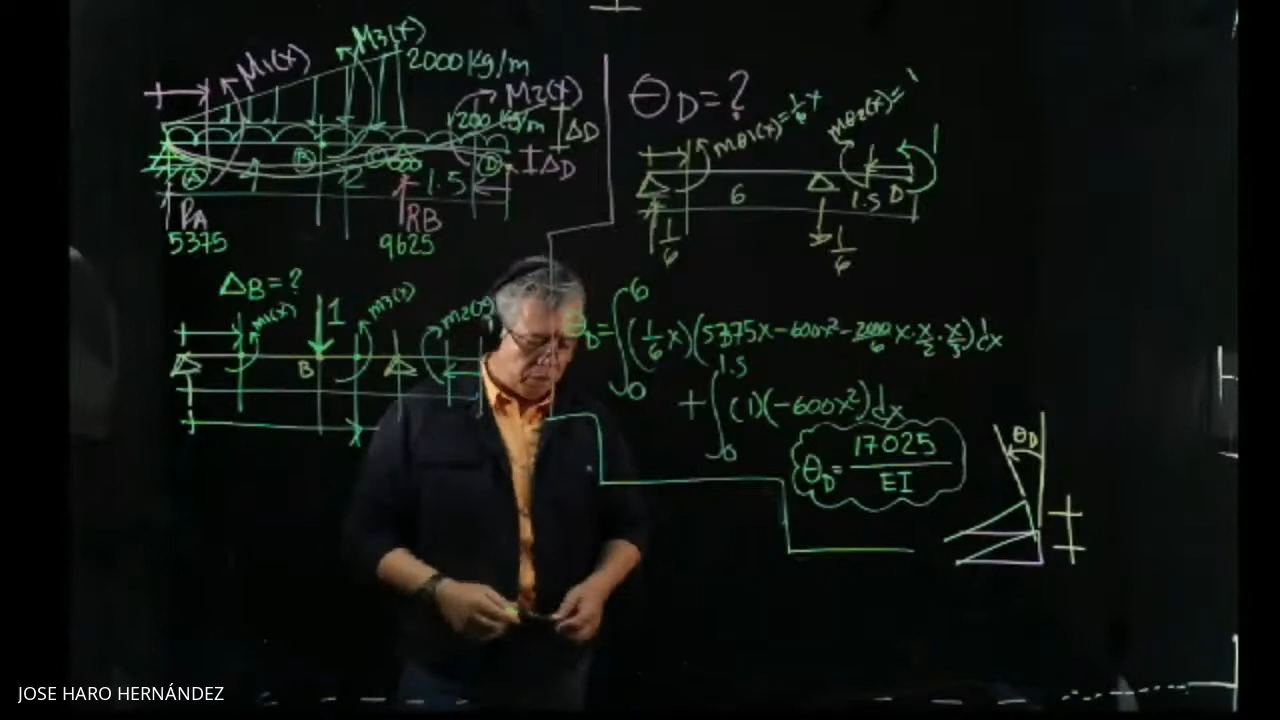 M1(x)
M3(x)
2000 kg/m
M2(x)
1200 kg/m
ΔD
ΔD
A
B
C
D
4
2
1.5
RA
RB
5375
9625
ΔB=?
m1(x)
1
m3(x)
m2(x)
B
θD=?
mθ1(x)=1/6 x
mθ2(x)=1
1
6
1.5
D
1/6
1/6
θD=∫₀⁶ (1/6 x)(5375x-600x²-2000/6 x·x/2·x/3)dx
+∫₀^1.5 (1)(-600x²)dx
θD=17025/EI
θD
JOSE HARO HERNÁNDEZ